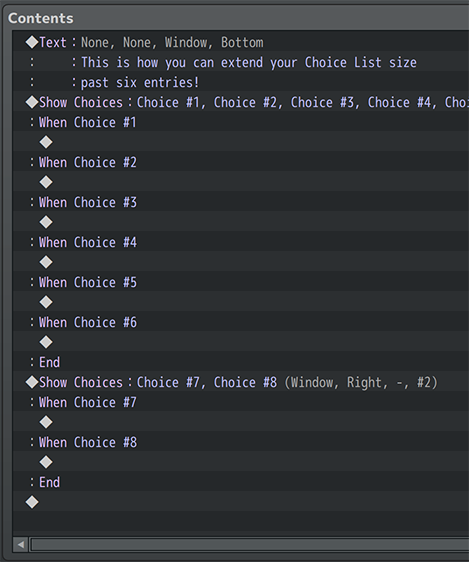 Contents
◆Text：None, None, Window, Bottom
：　　：This is how you can extend your Choice List size
：　　：past six entries!
◆Show Choices：Choice #1, Choice #2, Choice #3, Choice #4, Choi
：When Choice #1
◆
：When Choice #2
◆
：When Choice #3
◆
：When Choice #4
◆
：When Choice #5
◆
：When Choice #6
◆
：End
◆Show Choices：Choice #7, Choice #8 (Window, Right, -, #2)
：When Choice #7
◆
：When Choice #8
◆
：End
◆